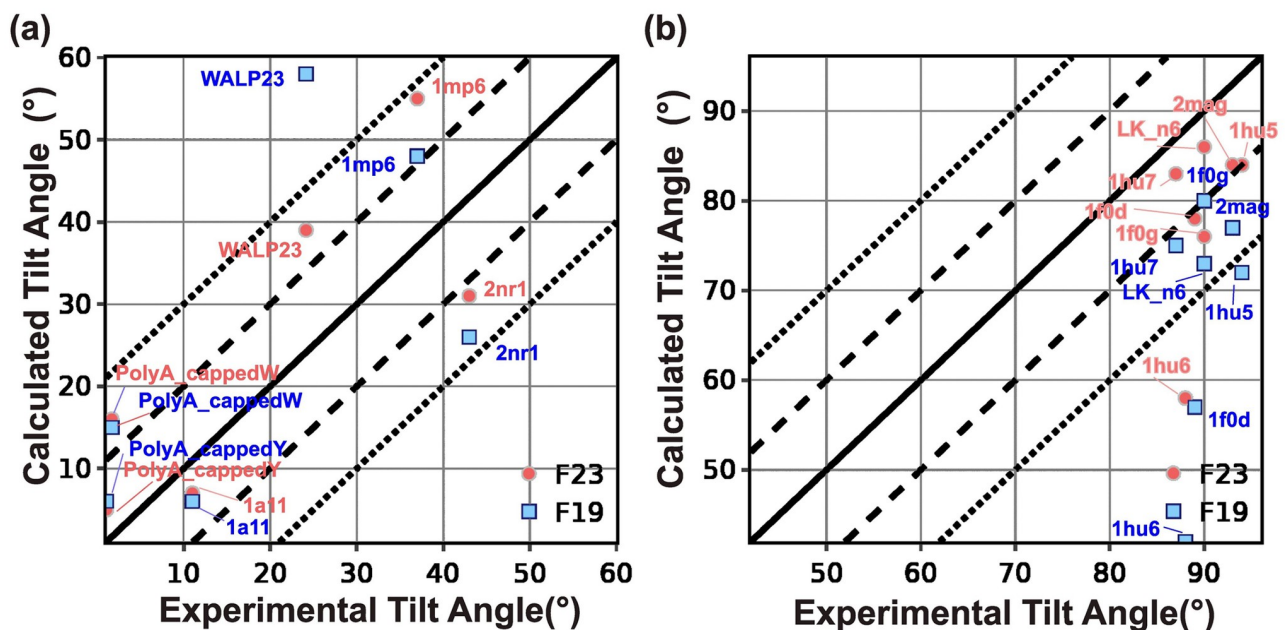 (a)
Calculated Tilt Angle (°)
60
50
40
30
20
10
WALP23
1mp6
1mp6
WALP23
2nr1
2nr1
PolyA_cappedW
PolyA_cappedW
PolyA_cappedY
PolyA_cappedY
1a11
1a11
F23
F19
10 20 30 40 50 60
Experimental Tilt Angle(°)
(b)
Calculated Tilt Angle (°)
90
80
70
60
50
2mag
LK_n6
1hu5
1hu7
1f0g
1f0d
2mag
1f0g
1hu7
LK_n6
1hu5
1hu6
1f0d
F23
F19
1hu6
50 60 70 80 90
Experimental Tilt Angle(°)